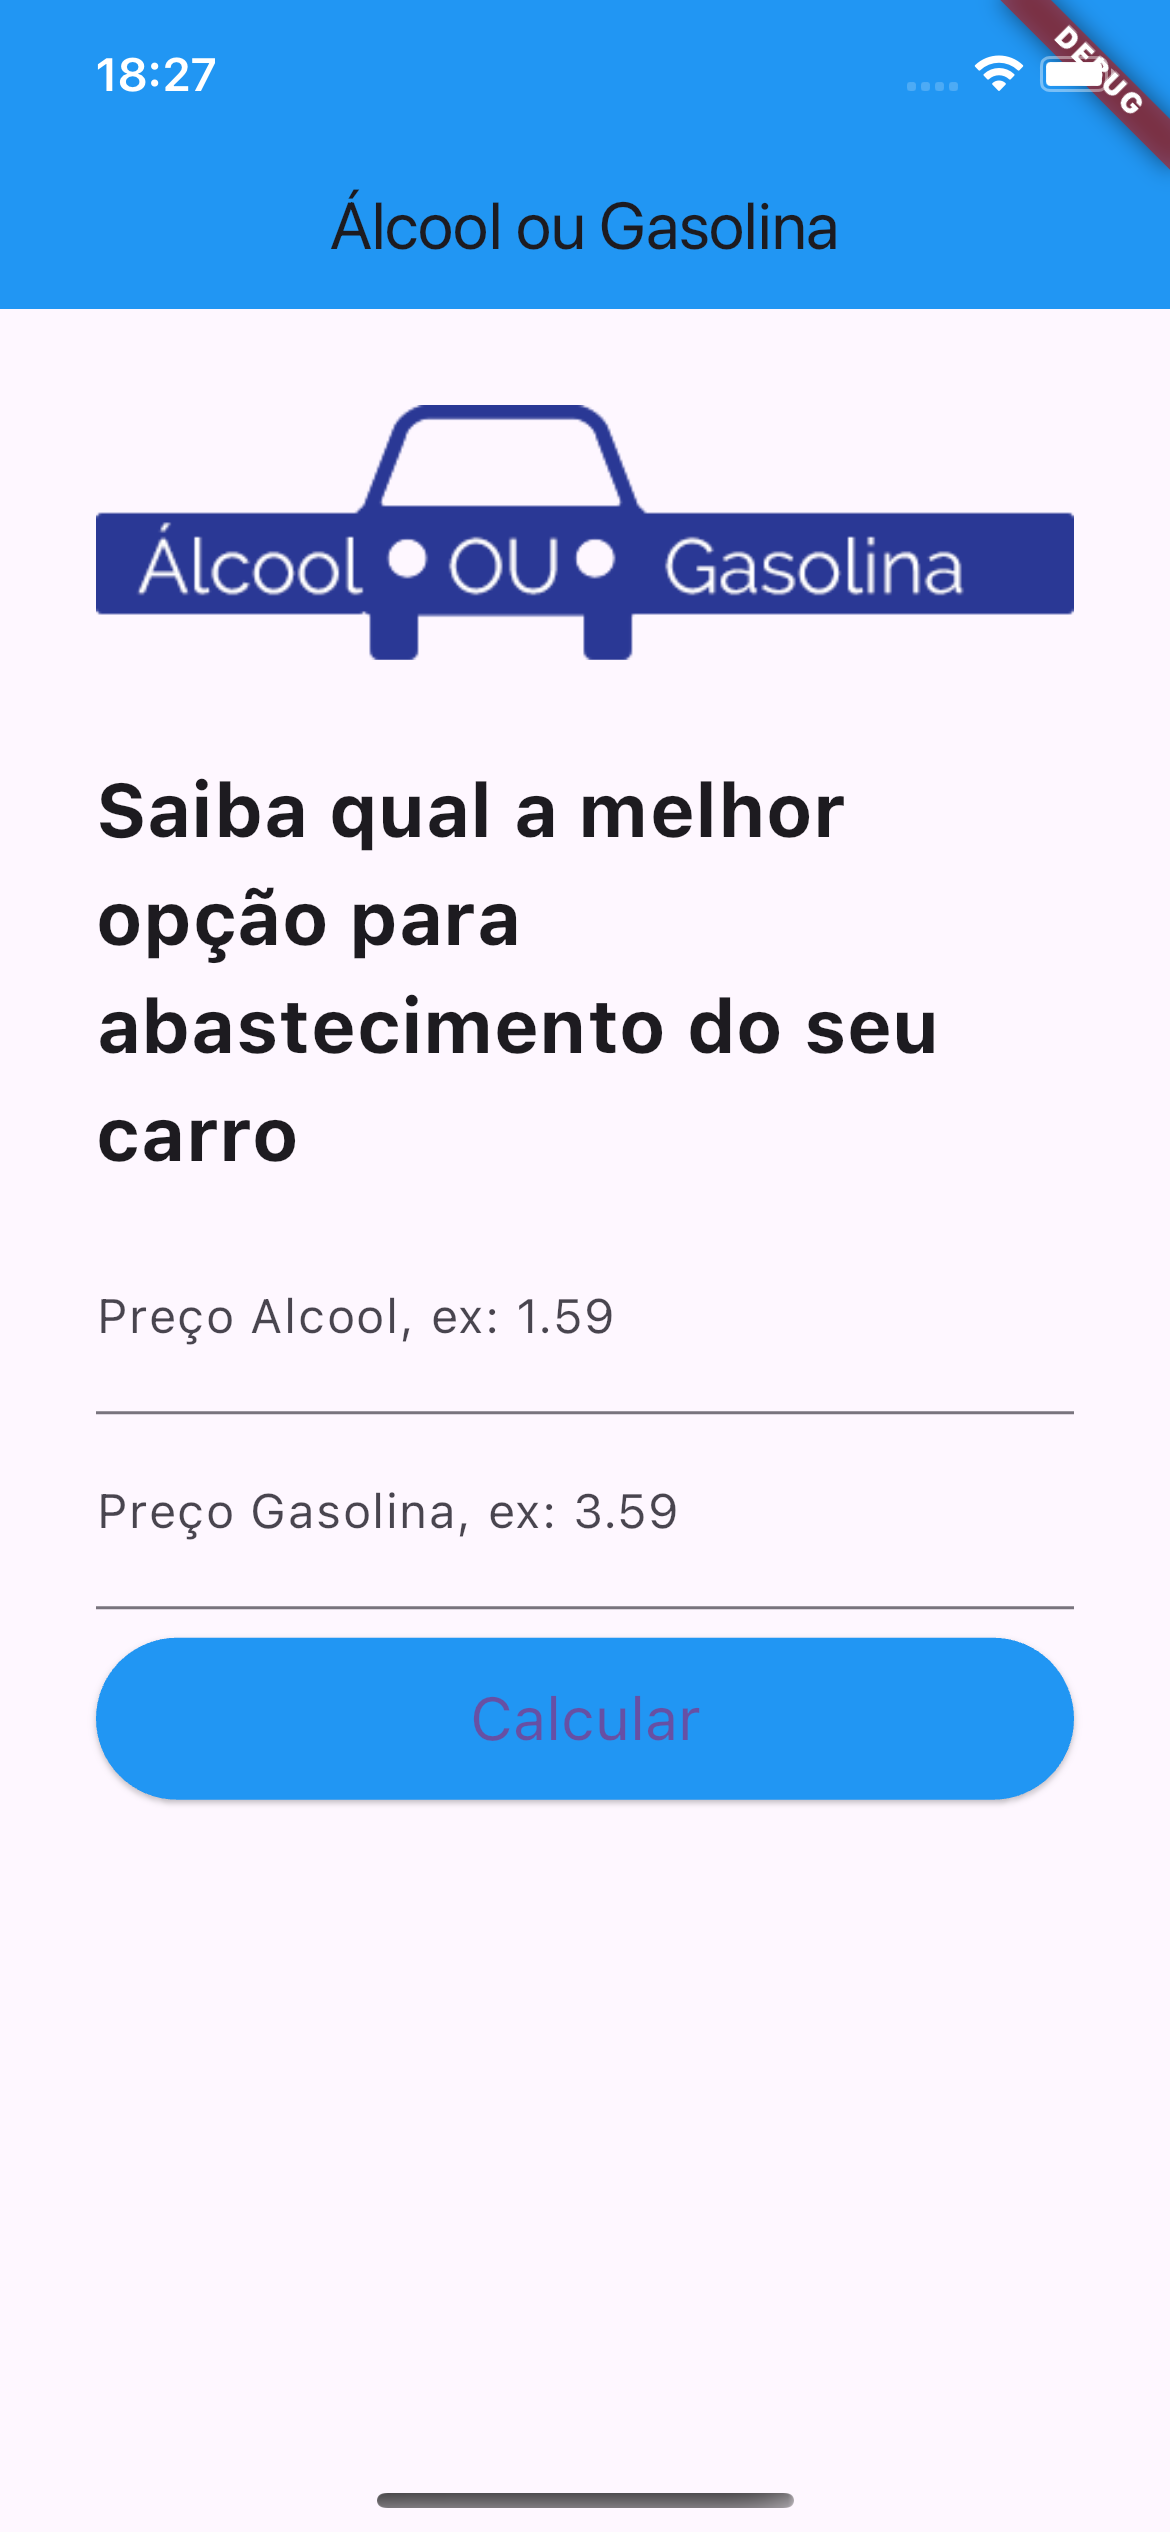 18:27
DEBUG
Álcool ou Gasolina
Álcool OU Gasolina
Saiba qual a melhor
opção para
abastecimento do seu
carro
Preço Alcool, ex: 1.59
Preço Gasolina, ex: 3.59
Calcular